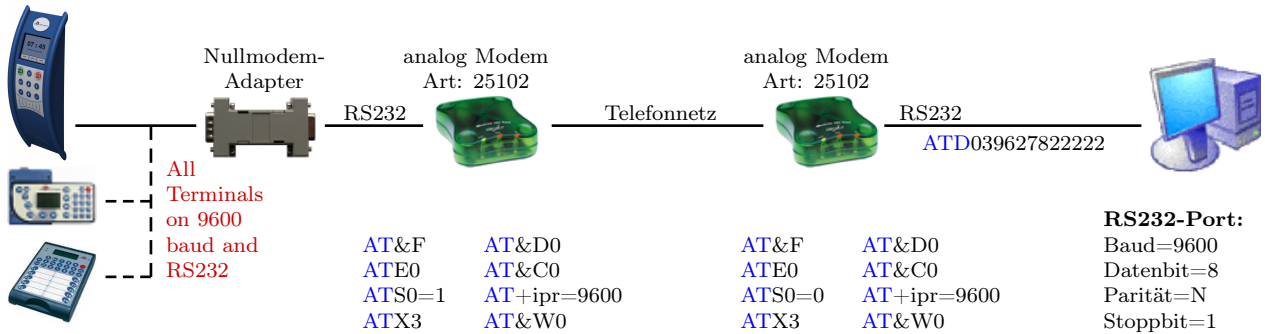 07:45
Nullmodem-
Adapter
analog Modem
Art: 25102
analog Modem
Art: 25102
RS232
Telefonnetz
RS232
ATD039627822222
All
Terminals
on 9600
baud and
RS232
AT&F AT&D0
ATE0 AT&C0
ATS0=1 AT+ipr=9600
ATX3 AT&W0
AT&F AT&D0
ATE0 AT&C0
ATS0=0 AT+ipr=9600
ATX3 AT&W0
RS232-Port:
Baud=9600
Datenbit=8
Parität=N
Stoppbit=1